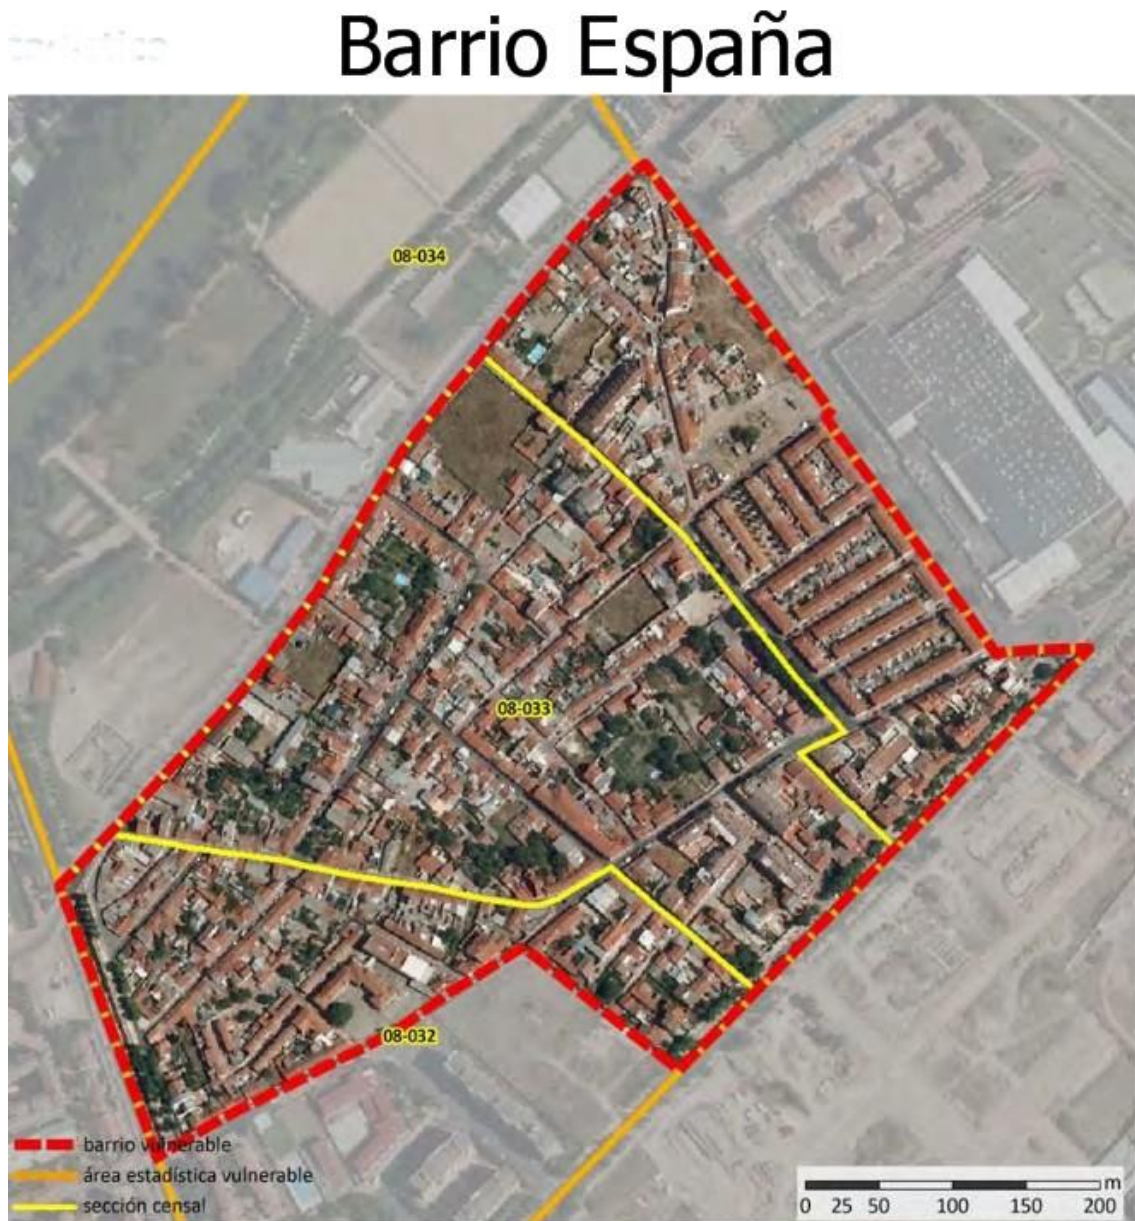 Barrio España
08-034
08-033
08-032
barrio vulnerable
área estadística vulnerable
sección censal
m
0 25 50 100 150 200